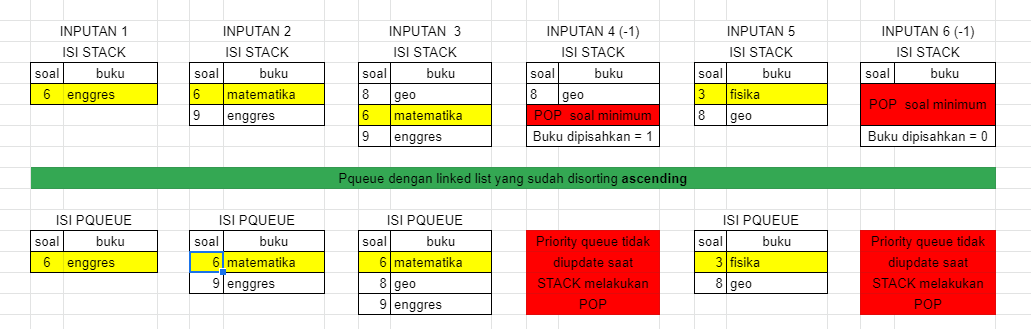 INPUTAN 1 INPUTAN 2 INPUTAN 3 INPUTAN 4 (-1) INPUTAN 5 INPUTAN 6 (-1)
ISI STACK ISI STACK ISI STACK ISI STACK ISI STACK ISI STACK
soal buku soal buku soal buku soal buku soal buku soal buku
6 enggres 6 matematika 8 geo 8 geo 3 fisika POP soal minimum
9 enggres 6 matematika POP soal minimum 8 geo
9 enggres Buku dipisahkan = 1 Buku dipisahkan = 0
Pqueue dengan linked list yang sudah disorting ascending
ISI PQUEUE ISI PQUEUE ISI PQUEUE ISI PQUEUE
soal buku soal buku soal buku Priority queue tidak soal buku Priority queue tidak
6 enggres 6 matematika 6 matematika diupdate saat 3 fisika diupdate saat
9 enggres 8 geo STACK melakukan 8 geo STACK melakukan
9 enggres POP POP